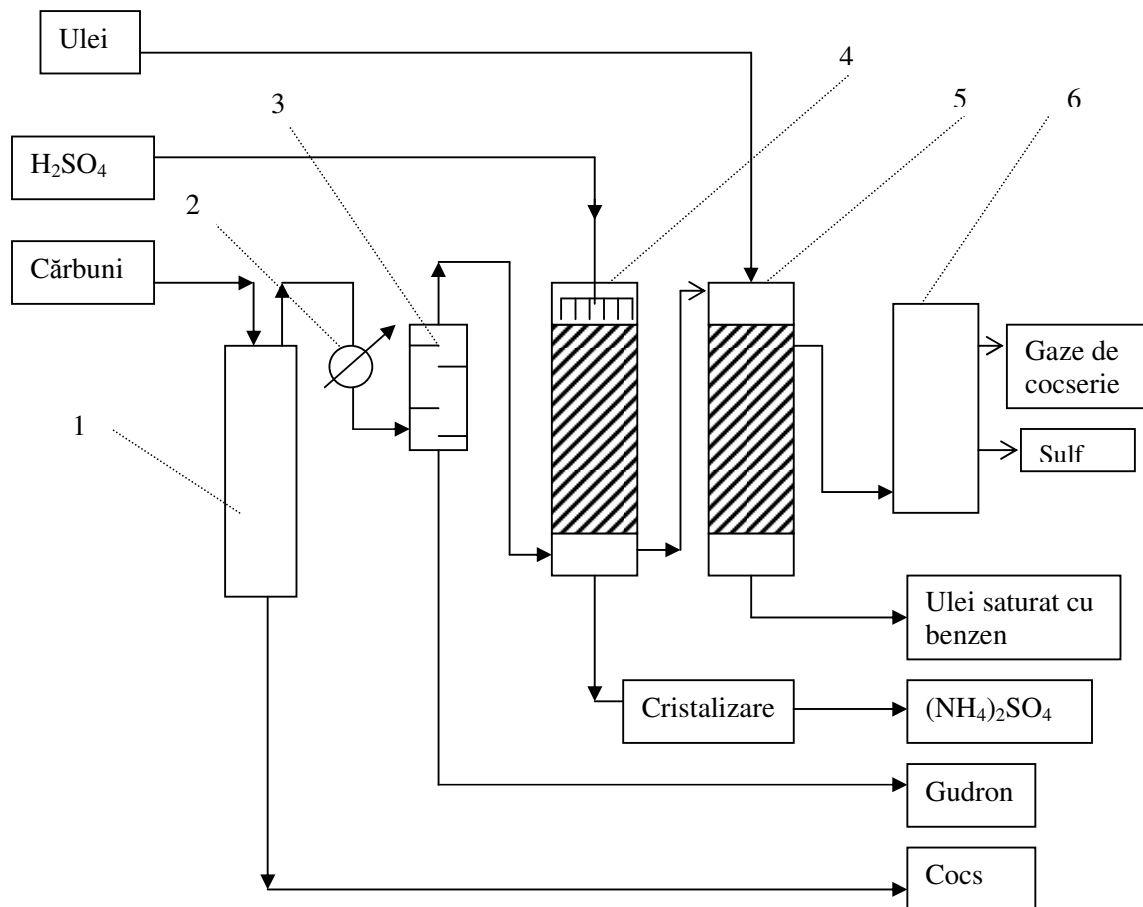 Ulei
4
3
5
6
H₂SO₄
2
Cărbuni
Gaze de
cocserie
1
Sulf
Ulei saturat cu
benzen
Cristalizare
(NH₄)₂SO₄
Gudron
Cocs